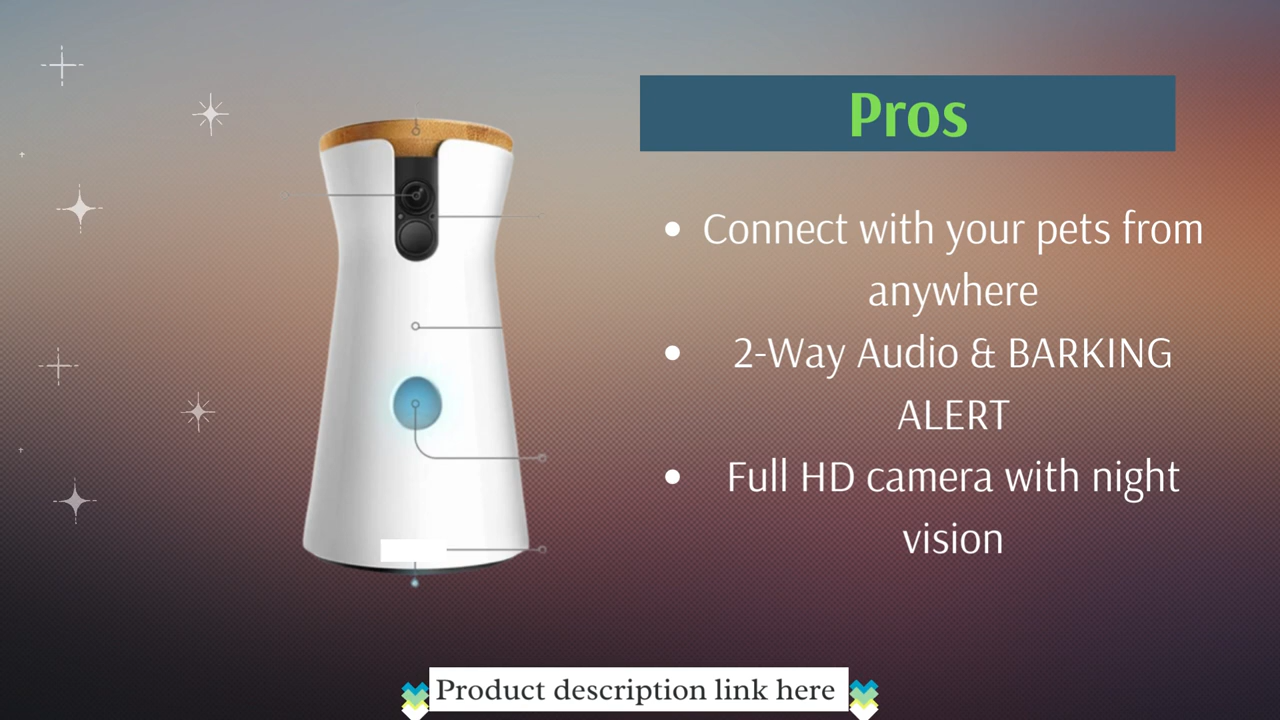 Pros
Connect with your pets from
anywhere
2-Way Audio & BARKING
ALERT
Full HD camera with night
vision
Product description link here